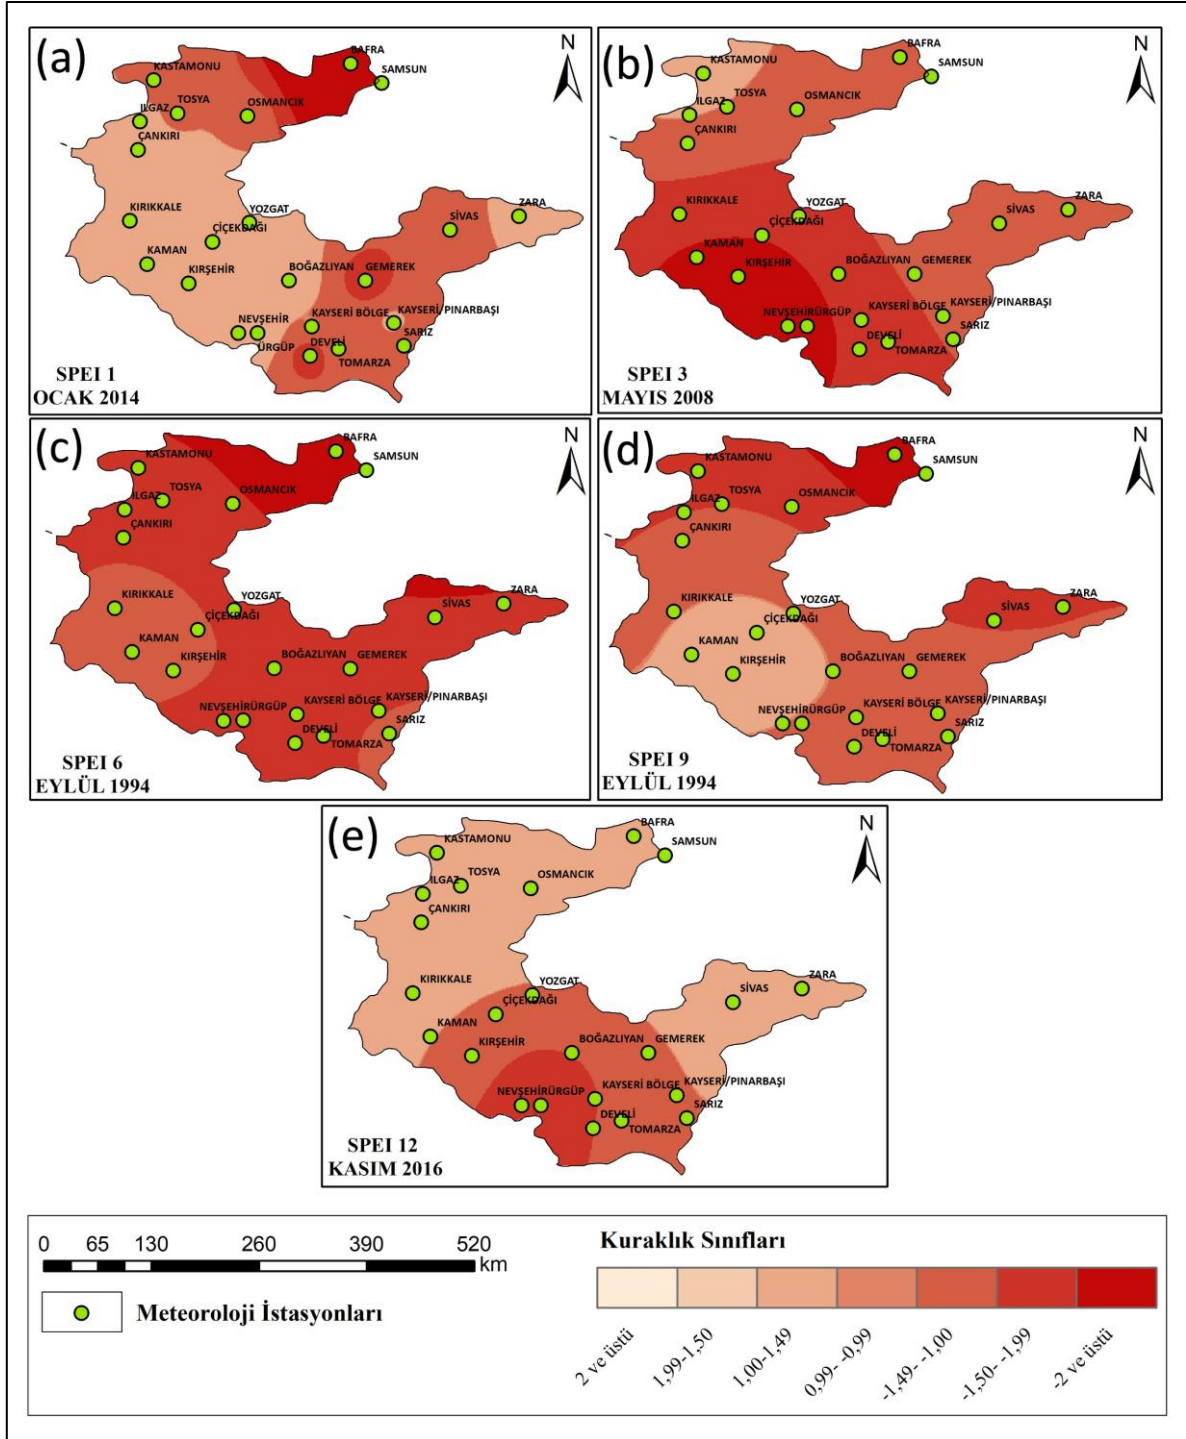 (a)
N
BAFRA
SAMSUN
KASTAMONU
TOSYA
OSMANCIK
ILGAZ
ÇANKIRI
KIRIKKALE
YOZGAT
ÇİÇEKDAĞI
SİVAS
ZARA
KAMAN
KIRŞEHİR
BOĞAZLIYAN
GEMEREK
NEVŞEHİR
ÜRGÜP
KAYSERİ BÖLGE
KAYSERİ/PINARBAŞI
DEVELİ
SARIZ
TOMARZA
SPEI 1
OCAK 2014
(b)
N
BAFRA
SAMSUN
KASTAMONU
TOSYA
OSMANCIK
ILGAZ
ÇANKIRI
KIRIKKALE
YOZGAT
ÇİÇEKDAĞI
SİVAS
ZARA
KAMAN
KIRŞEHİR
BOĞAZLIYAN
GEMEREK
NEVŞEHİRÜRGÜP
KAYSERİ BÖLGE
KAYSERİ/PINARBAŞI
DEVELİ
SARIZ
TOMARZA
SPEI 3
MAYIS 2008
(c)
N
BAFRA
SAMSUN
KASTAMONU
TOSYA
OSMANCIK
ILGAZ
ÇANKIRI
KIRIKKALE
YOZGAT
ÇİÇEKDAĞI
SİVAS
ZARA
KAMAN
KIRŞEHİR
BOĞAZLIYAN
GEMEREK
NEVŞEHİRÜRGÜP
KAYSERİ BÖLGE
KAYSERİ/PINARBAŞI
DEVELİ
SARIZ
TOMARZA
SPEI 6
EYLÜL 1994
(d)
N
BAFRA
SAMSUN
KASTAMONU
TOSYA
OSMANCIK
ILGAZ
ÇANKIRI
KIRIKKALE
YOZGAT
ÇİÇEKDAĞI
SİVAS
ZARA
KAMAN
KIRŞEHİR
BOĞAZLIYAN
GEMEREK
NEVŞEHİRÜRGÜP
KAYSERİ BÖLGE
KAYSERİ/PINARBAŞI
DEVELİ
SARIZ
TOMARZA
SPEI 9
EYLÜL 1994
(e)
N
BAFRA
SAMSUN
KASTAMONU
TOSYA
OSMANCIK
ILGAZ
ÇANKIRI
KIRIKKALE
YOZGAT
ÇİÇEKDAĞI
SİVAS
ZARA
KAMAN
KIRŞEHİR
BOĞAZLIYAN
GEMEREK
NEVŞEHİRÜRGÜP
KAYSERİ BÖLGE
KAYSERİ/PINARBAŞI
DEVELİ
SARIZ
TOMARZA
SPEI 12
KASIM 2016
0 65 130 260 390 520
km
Meteoroloji İstasyonları
Kuraklık Sınıfları
2 ve üstü
1,99-1,50
1,00-1,49
0,99- -0,99
-1,49- -1,00
-1,50- -1,99
-2 ve üstü